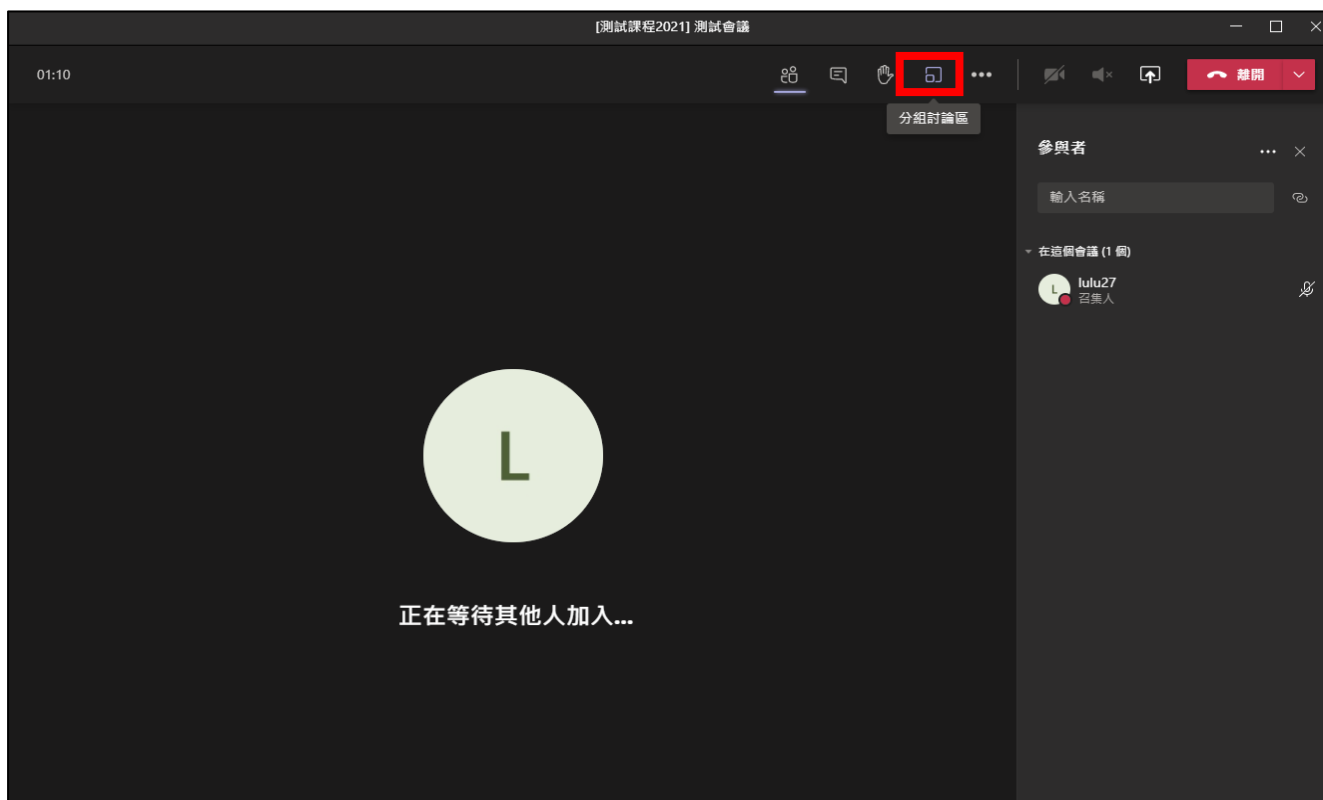 [測試課程2021] 測試會議
01:10
離開
分組討論區
參與者
輸入名稱
在這個會議 (1 個)
L
lulu27
召集人
L
正在等待其他人加入...